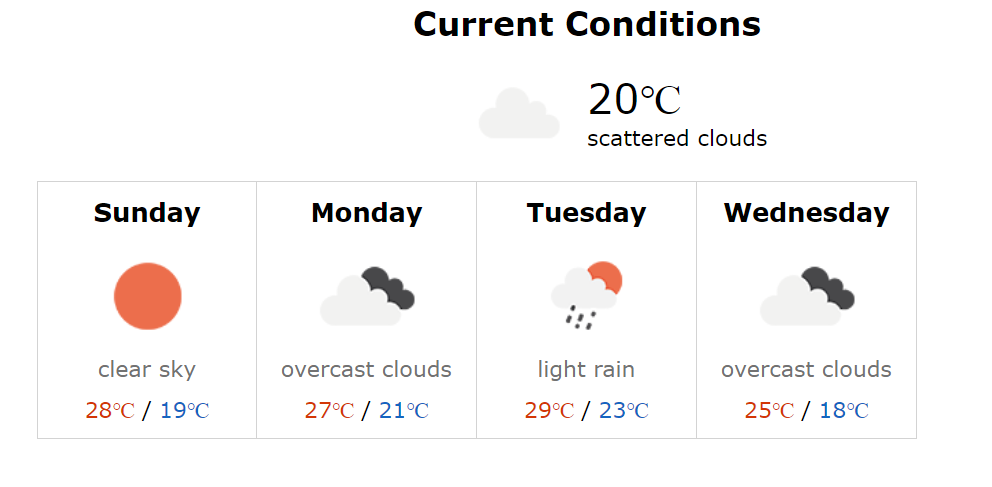 Current Conditions
20℃
scattered clouds
Sunday
clear sky
28℃ / 19℃
Monday
overcast clouds
27℃ / 21℃
Tuesday
light rain
29℃ / 23℃
Wednesday
overcast clouds
25℃ / 18℃